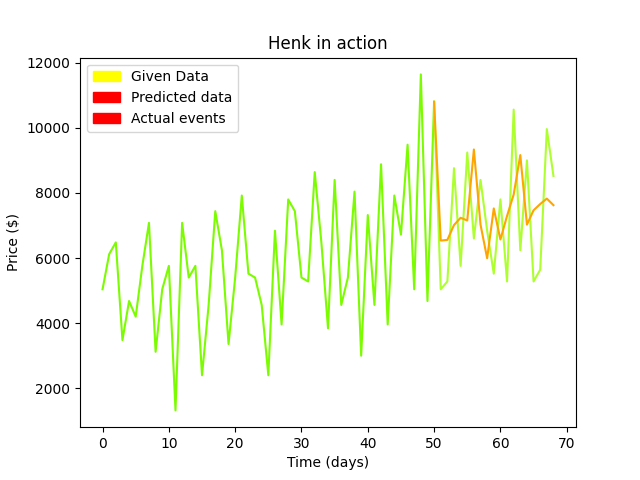 Henk in action
Given Data
Predicted data
Actual events
Price ($)
12000
10000
8000
6000
4000
2000
0 10 20 30 40 50 60 70
Time (days)